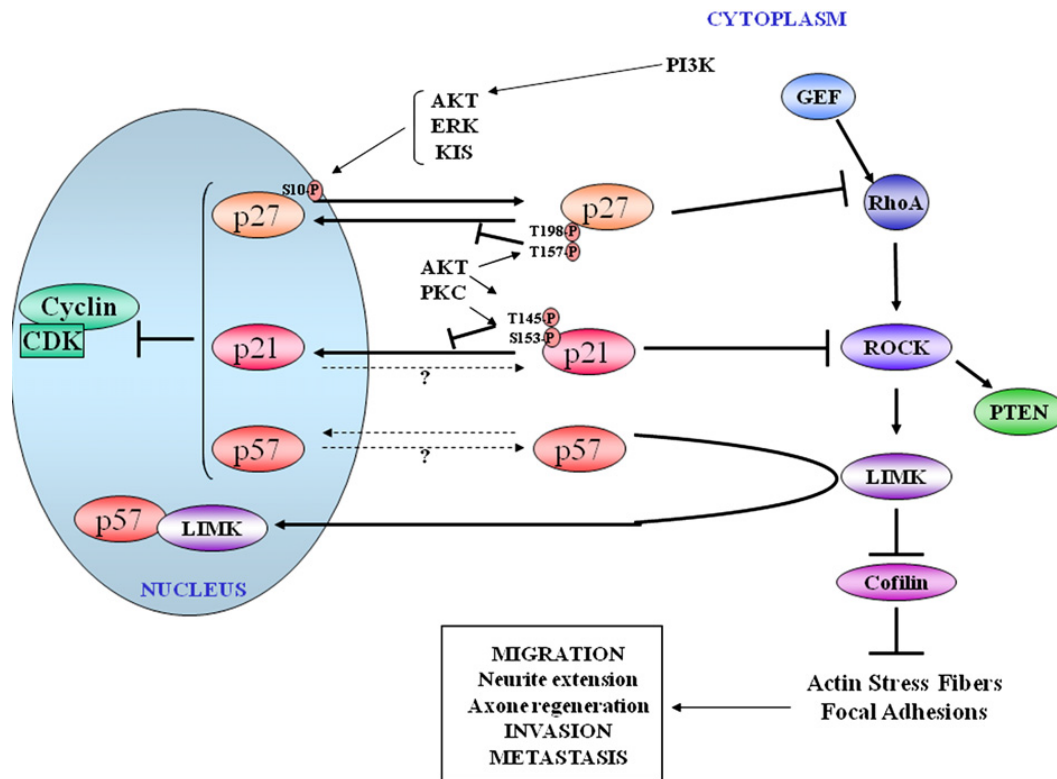 CYTOPLASM
PI3K
AKT
ERK
KIS
GEF
S10-P
p27
p27
RhoA
T198-P
T157-P
AKT
PKC
Cyclin
CDK
T145-P
S153-P
p21
p21
ROCK
?
PTEN
p57
p57
?
LIMK
p57
LIMK
NUCLEUS
Cofilin
MIGRATION
Neurite extension
Axone regeneration
INVASION
METASTASIS
Actin Stress Fibers
Focal Adhesions